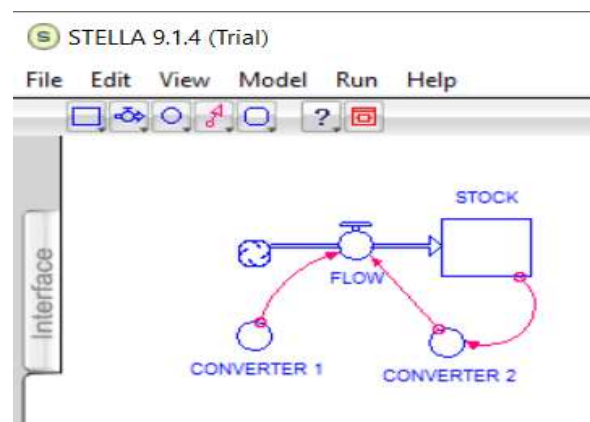 S STELLA 9.1.4 (Trial)
File Edit View Model Run Help
?
Interface
STOCK
FLOW
CONVERTER 1
CONVERTER 2